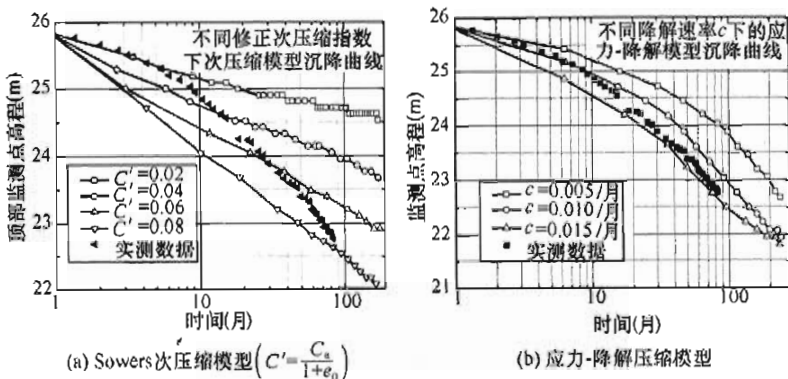 26
25
24
23
22
顶部监测点高程(m)
不同修正次压缩指数
下次压缩模型沉降曲线
C'=0.02
C'=0.04
C'=0.06
C'=0.08
实测数据
1
10
100
时间(月)
(a) Sowers次压缩模型(C'=Cα/(1+e0))
26
25
24
23
22
21
监测点高程(m)
不同降解速率c下的应
力-降解模型沉降曲线
c=0.005/月
c=0.010/月
c=0.015/月
实测数据
1
10
100
时间(月)
(b) 应力-降解压缩模型